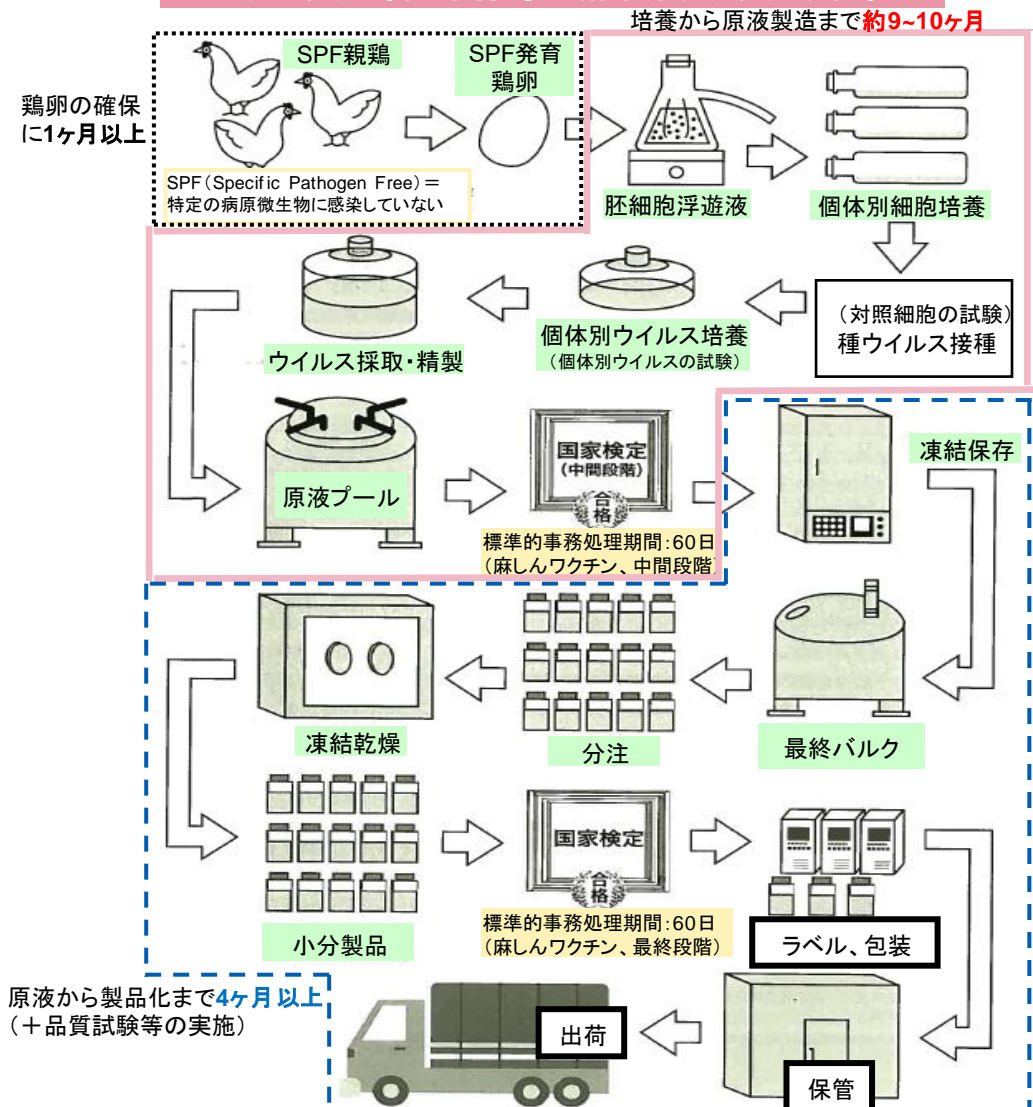 培養から原液製造まで約9~10ヶ月
SPF親鶏
SPF発育
鶏卵
鶏卵の確保
に1ヶ月以上
SPF(Specific Pathogen Free)=
特定の病原微生物に感染していない
胚細胞浮遊液
個体別細胞培養
(対照細胞の試験)
種ウイルス接種
個体別ウイルス培養
(個体別ウイルスの試験)
ウイルス採取・精製
原液プール
国家検定
(中間段階)
合格
標準的事務処理期間:60日
(麻しんワクチン、中間段階)
凍結保存
最終バルク
分注
凍結乾燥
小分製品
国家検定
合格
標準的事務処理期間:60日
(麻しんワクチン、最終段階)
ラベル、包装
保管
出荷
原液から製品化まで4ヶ月以上
(+品質試験等の実施)